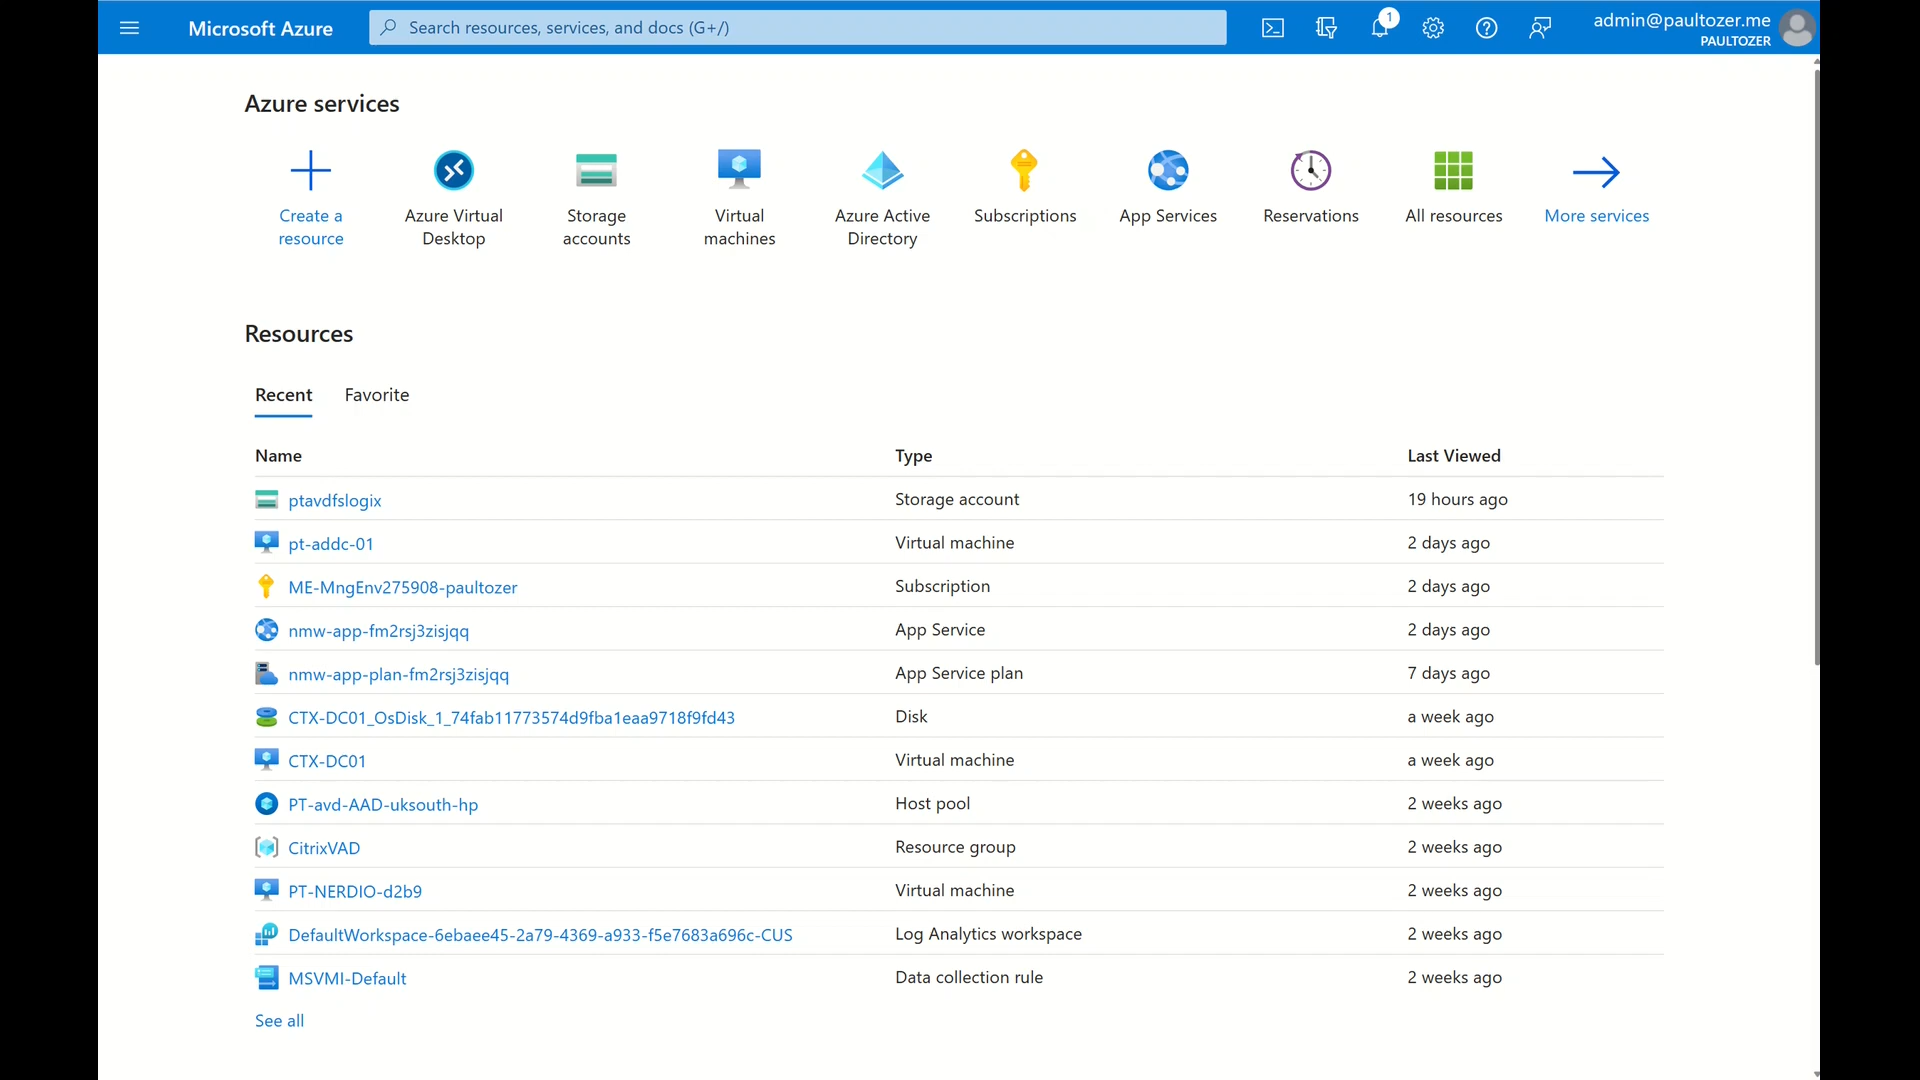 Microsoft Azure
Search resources, services, and docs (G+/)
1
admin@paultozer.me
PAULTOZER
Azure services
Create a
resource
Azure Virtual
Desktop
Storage
accounts
Virtual
machines
Azure Active
Directory
Subscriptions
App Services
Reservations
All resources
More services
Resources
Recent Favorite
Name Type Last Viewed
ptavdfslogix Storage account 19 hours ago
pt-addc-01 Virtual machine 2 days ago
ME-MngEnv275908-paultozer Subscription 2 days ago
nmw-app-fm2rsj3zisjqq App Service 2 days ago
nmw-app-plan-fm2rsj3zisjqq App Service plan 7 days ago
CTX-DC01_OsDisk_1_74fab11773574d9fba1eaa9718f9fd43 Disk a week ago
CTX-DC01 Virtual machine a week ago
PT-avd-AAD-uksouth-hp Host pool 2 weeks ago
CitrixVAD Resource group 2 weeks ago
PT-NERDIO-d2b9 Virtual machine 2 weeks ago
DefaultWorkspace-6ebaee45-2a79-4369-a933-f5e7683a696c-CUS Log Analytics workspace 2 weeks ago
MSVMI-Default Data collection rule 2 weeks ago
See all